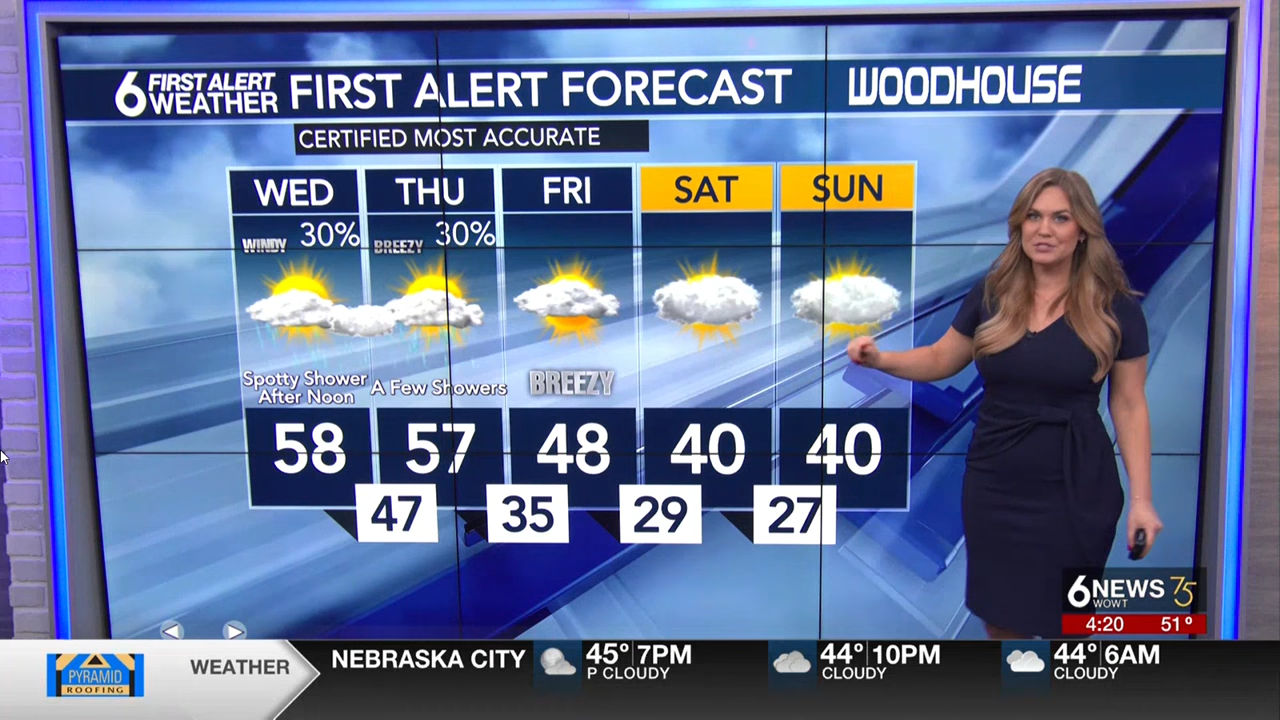 6 FIRST ALERT WEATHER
FIRST ALERT FORECAST
WOODHOUSE
CERTIFIED MOST ACCURATE
WED THU FRI SAT SUN
WINDY 30% BREEZY 30%
Spotty Shower After Noon
A Few Showers
BREEZY
58 57 48 40 40
47 35 29 27
6 NEWS 75
WOWT
4:20 51°
PYRAMID
ROOFING
WEATHER
NEBRASKA CITY
45° 7PM
P CLOUDY
44° 10PM
CLOUDY
44° 6AM
CLOUDY